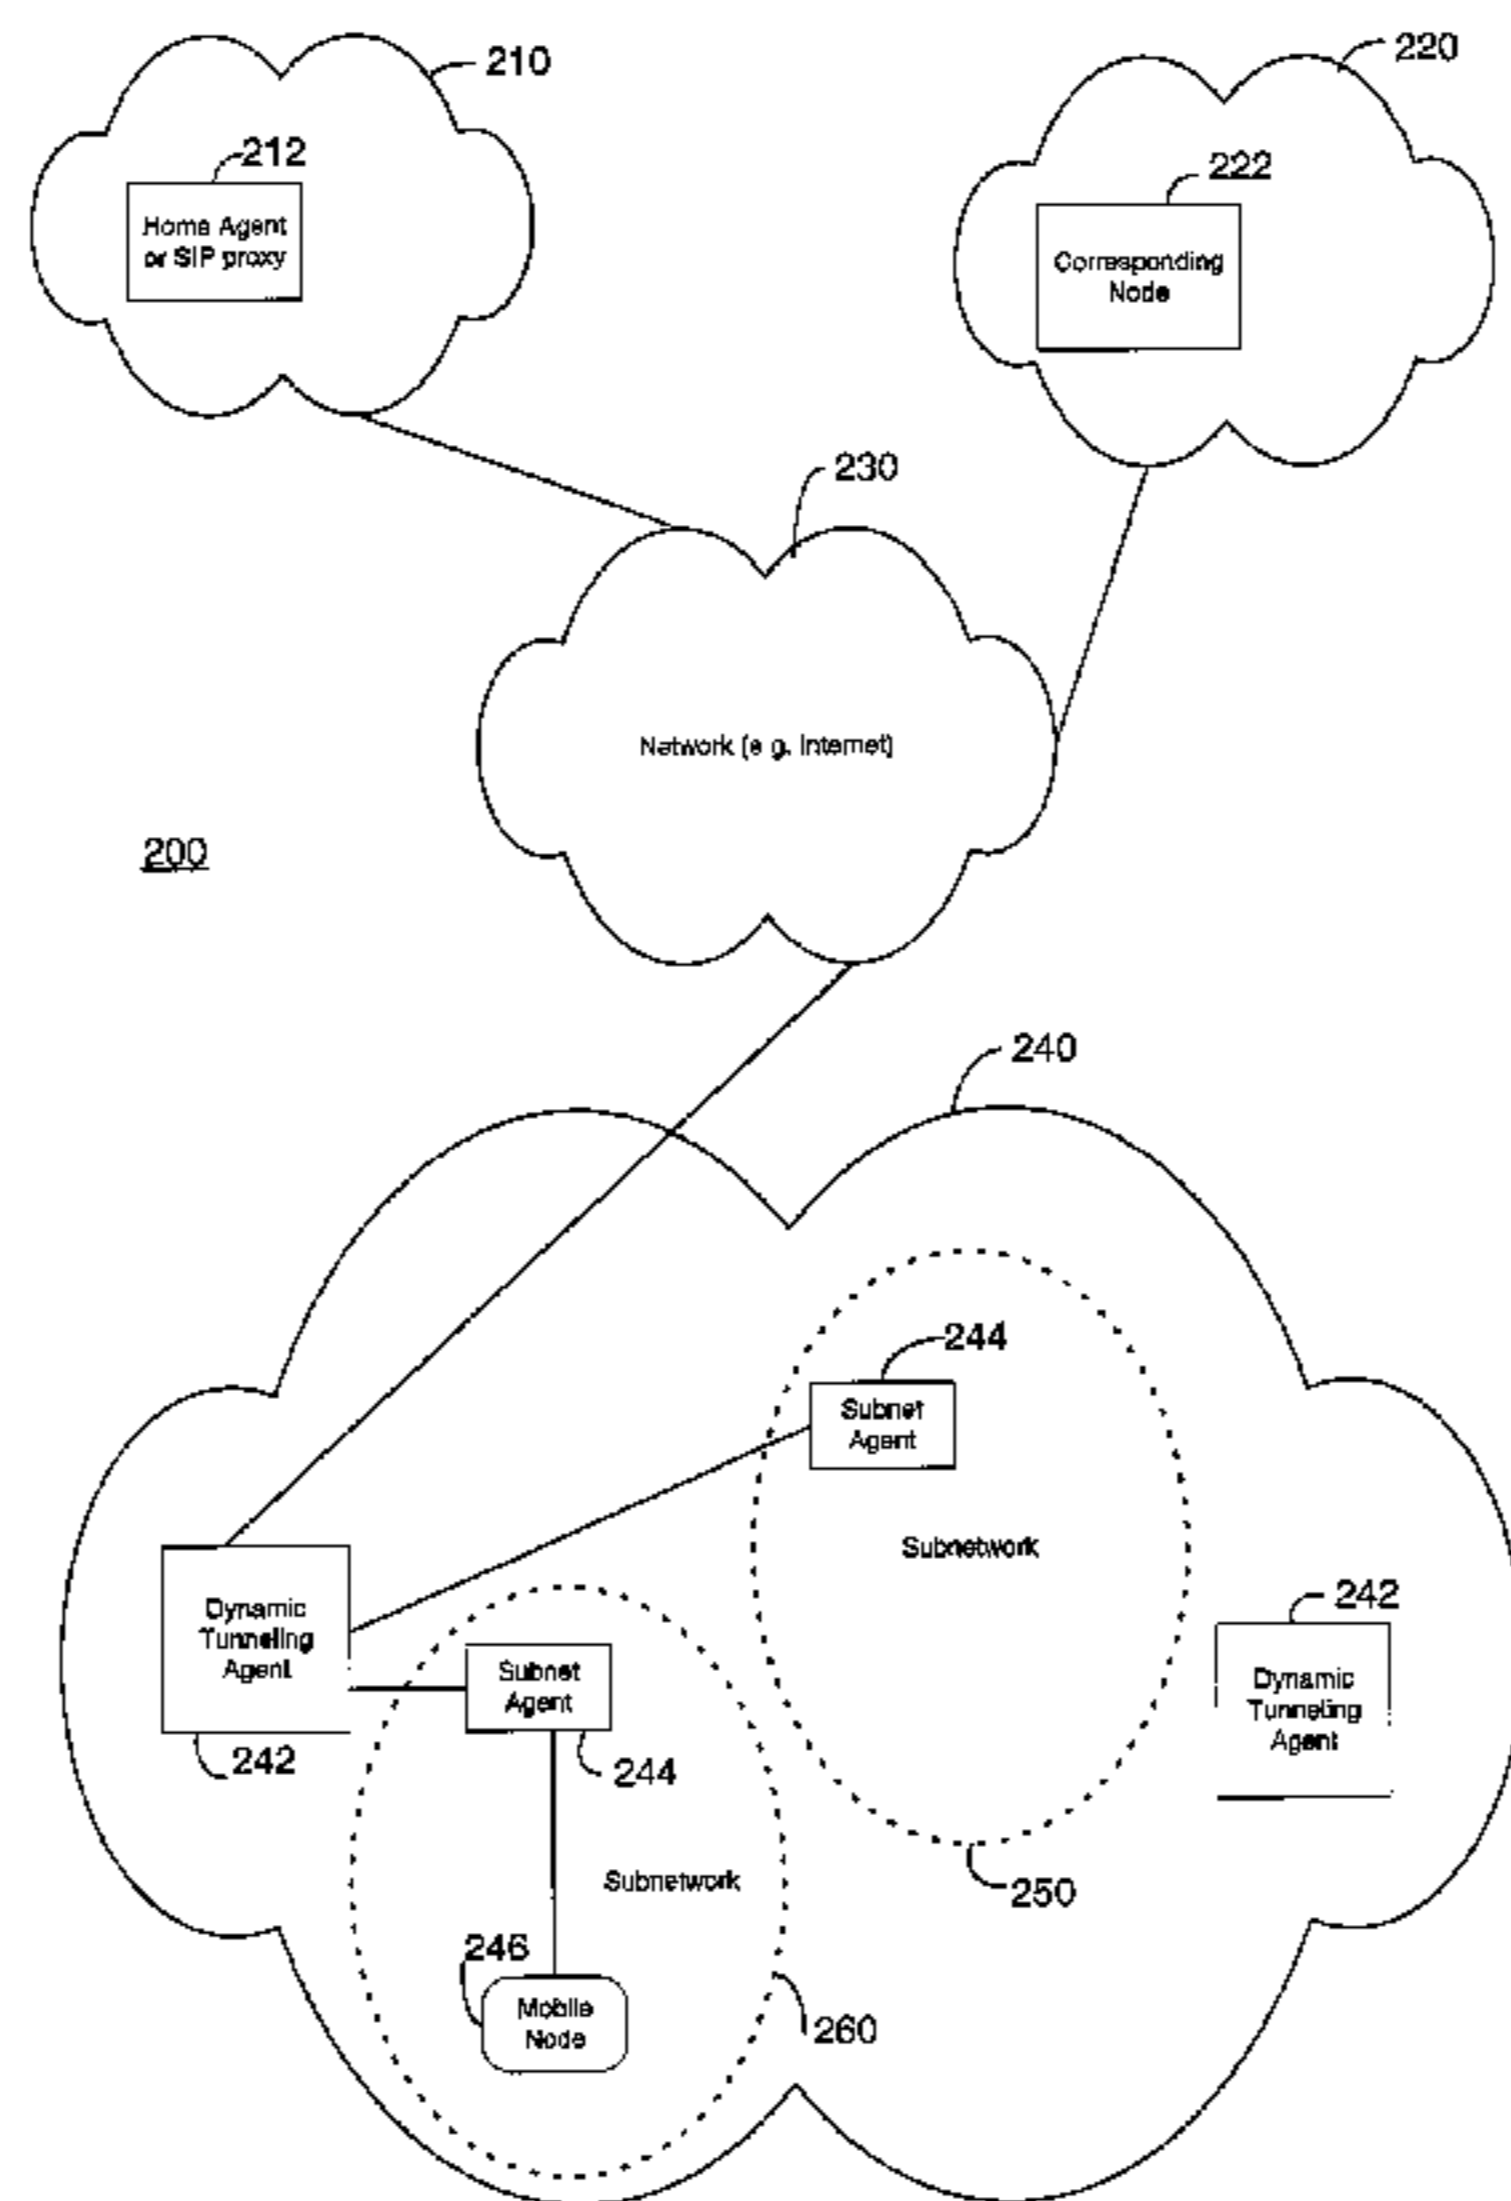 210
220
212
222
Home Agent
or SIP proxy
Corresponding
Node
230
Network (e.g. Internet)
200
240
244
Subnet
Agent
Subnetwork
242
Dynamic
Tunneling
Agent
Subnet
Agent
Dynamic
Tunneling
Agent
242
244
Subnetwork
250
246
Mobile
Node
260